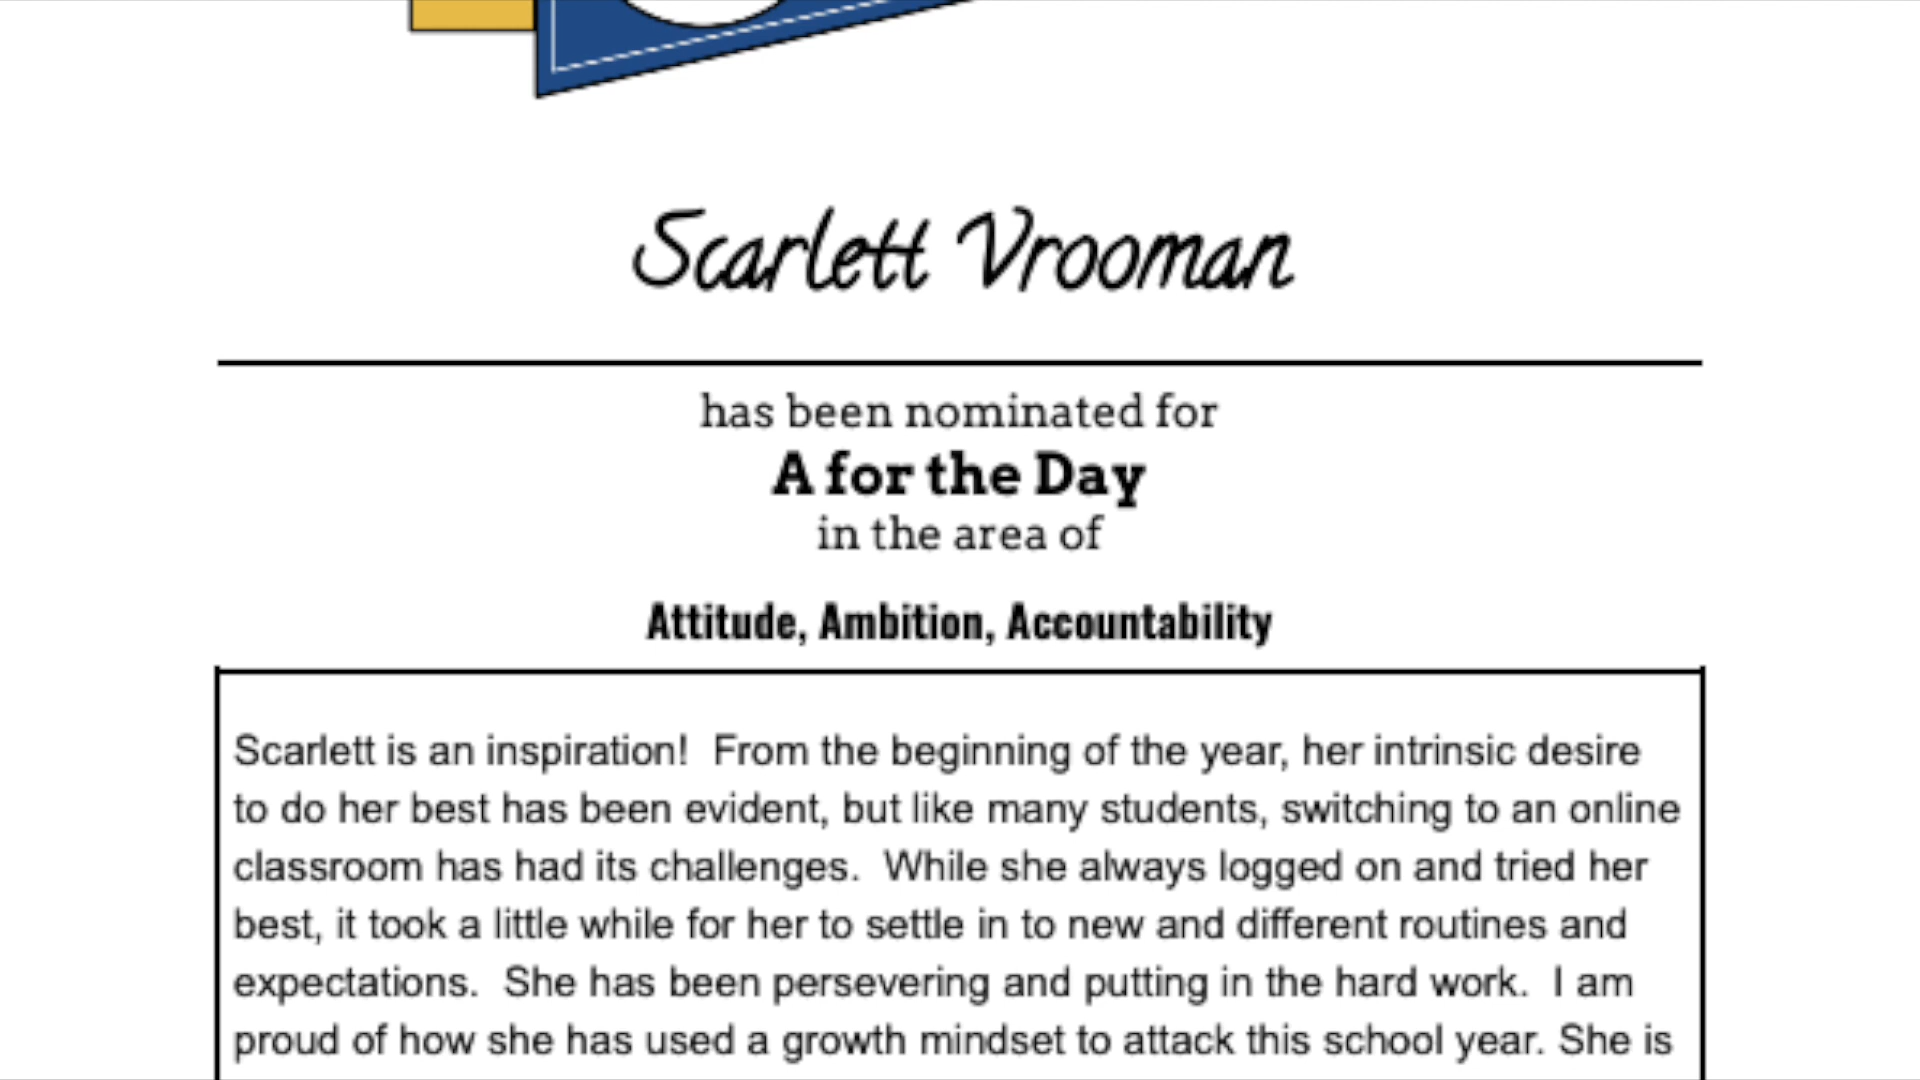 Scarlett Vrooman
has been nominated for
A for the Day
in the area of
Attitude, Ambition, Accountability
Scarlett is an inspiration!  From the beginning of the year, her intrinsic desire
to do her best has been evident, but like many students, switching to an online
classroom has had its challenges.  While she always logged on and tried her
best, it took a little while for her to settle in to new and different routines and
expectations.  She has been persevering and putting in the hard work.  I am
proud of how she has used a growth mindset to attack this school year. She is